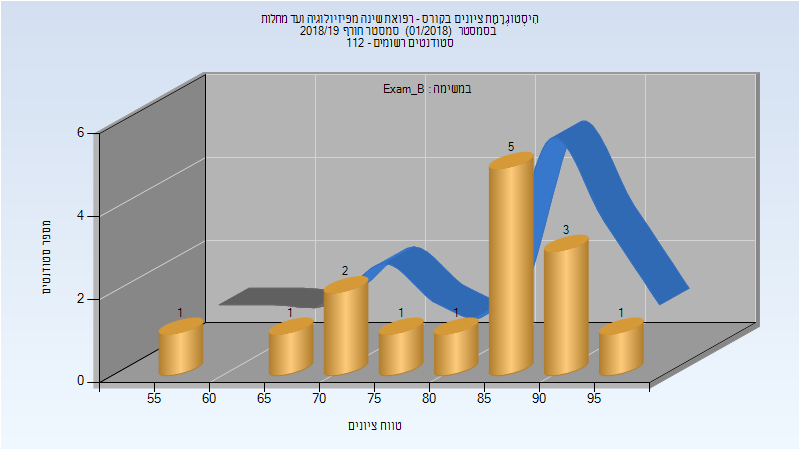 הִיסְטוֹגְרָמַת ציונים בקורס - רפואת שינה מפיזיולוגיה ועד מחלות
בסמסטר (01/2018) סמסטר חורף 2018/19
סטודנטים רשומים - 112
במשימה : Exam_B
מספר סטודנטים
6
4
2
0
1
1
2
1
1
5
3
1
55 60 65 70 75 80 85 90 95
טווח ציונים